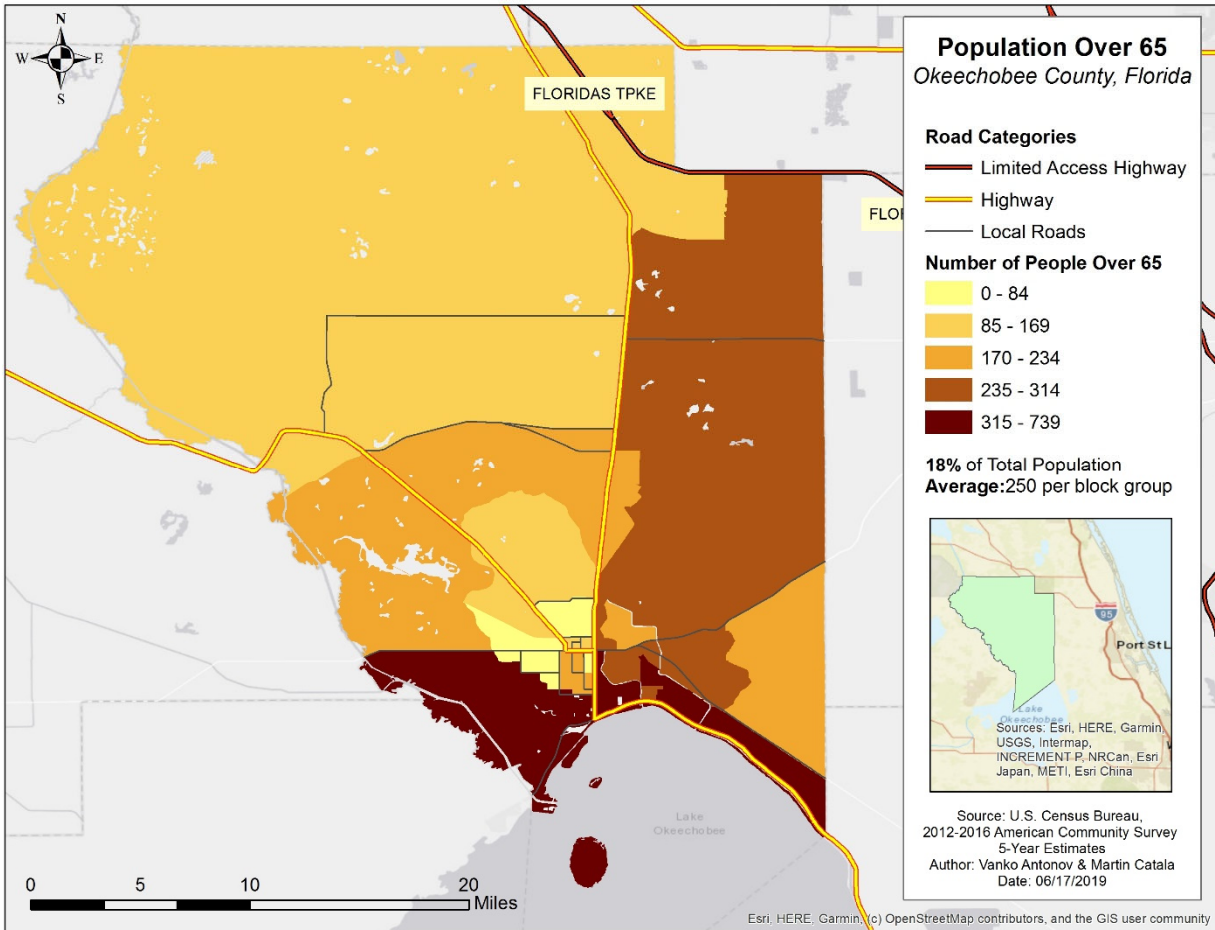 N
W E
S
FLORIDAS TPKE
FLO
Lake
Okeechobee
0 5 10 20
Miles
Population Over 65
Okeechobee County, Florida
Road Categories
Limited Access Highway
Highway
Local Roads
Number of People Over 65
0 - 84
85 - 169
170 - 234
235 - 314
315 - 739
18% of Total Population
Average:250 per block group
95
Port St L
Lake
Okeechobee
Sources: Esri, HERE, Garmin,
USGS, Intermap,
INCREMENT P, NRCan, Esri
Japan, METI, Esri China
Source: U.S. Census Bureau,
2012-2016 American Community Survey
5-Year Estimates
Author: Vanko Antonov & Martin Catala
Date: 06/17/2019
Esri, HERE, Garmin, (c) OpenStreetMap contributors, and the GIS user community